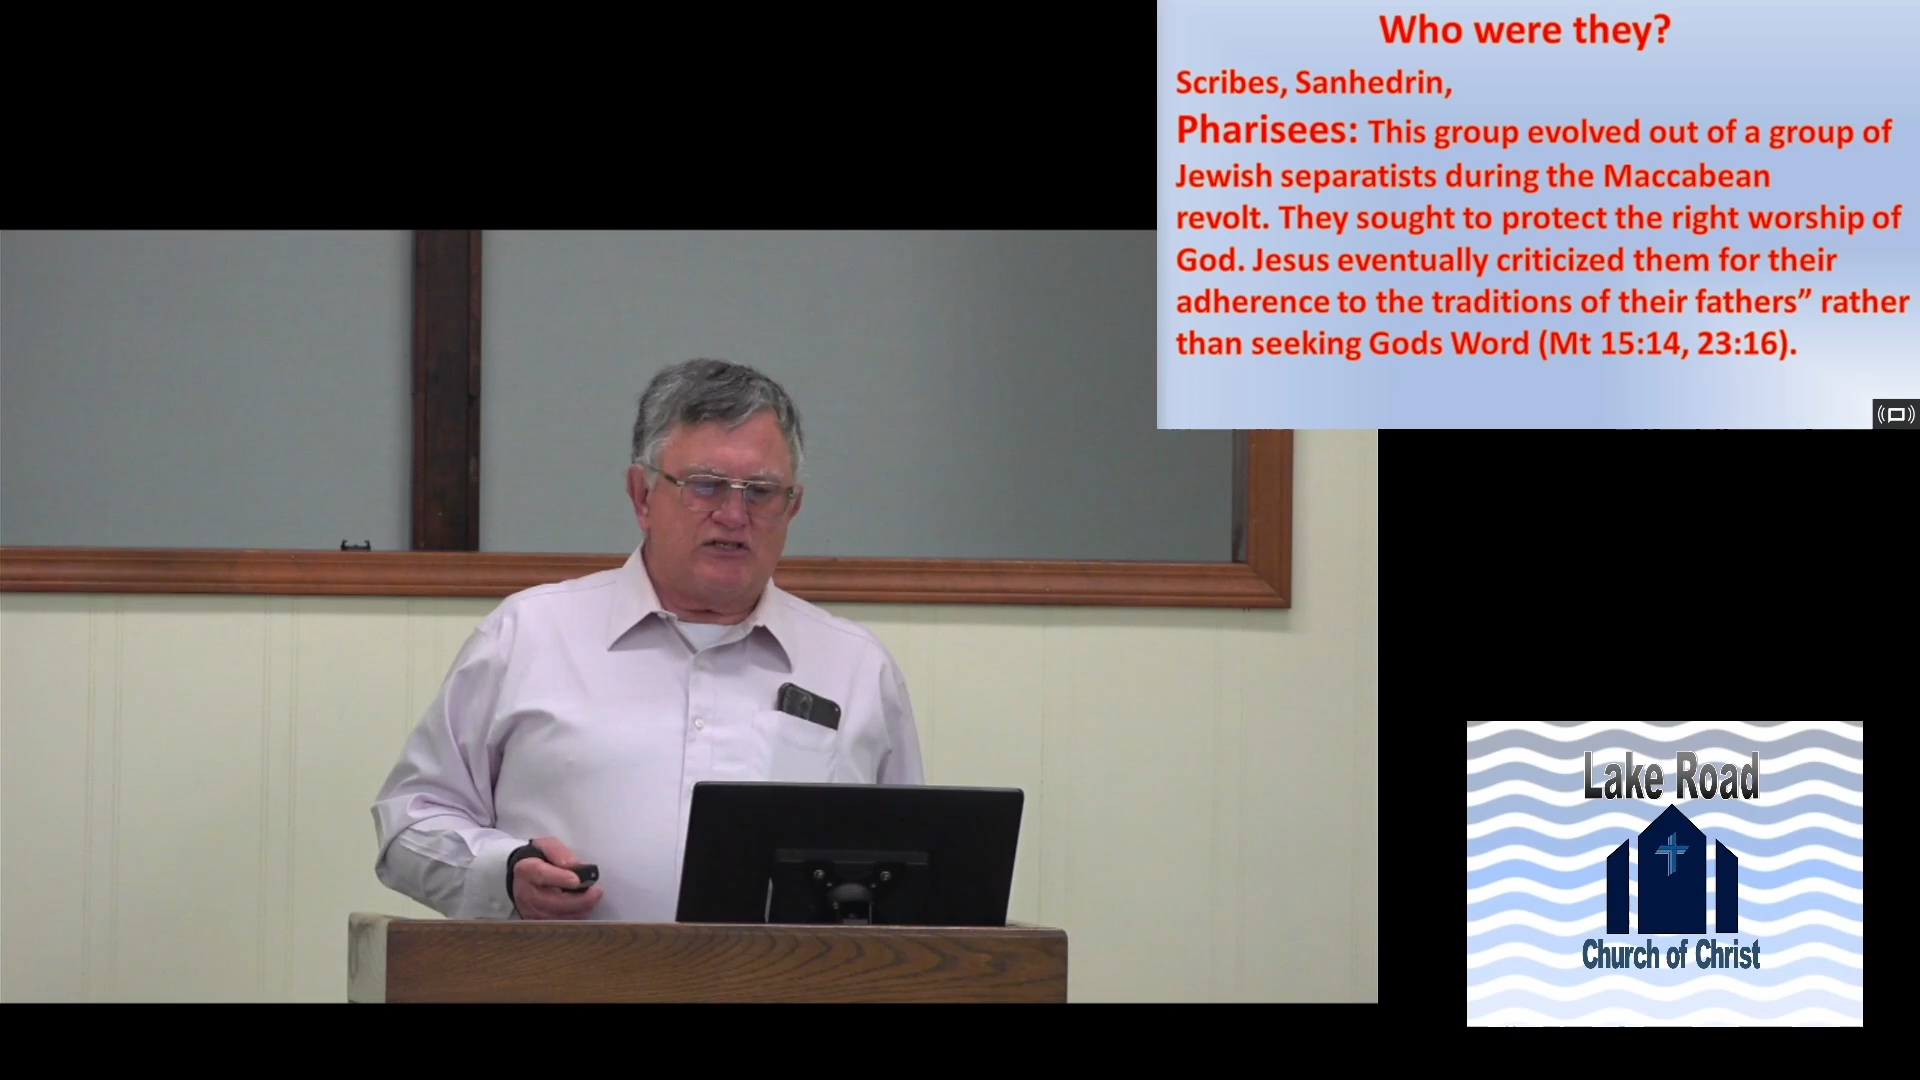 Who were they?
Scribes, Sanhedrin,
Pharisees: This group evolved out of a group of
Jewish separatists during the Maccabean
revolt. They sought to protect the right worship of
God. Jesus eventually criticized them for their
adherence to the traditions of their fathers” rather
than seeking Gods Word (Mt 15:14, 23:16).
Lake Road
Church of Christ